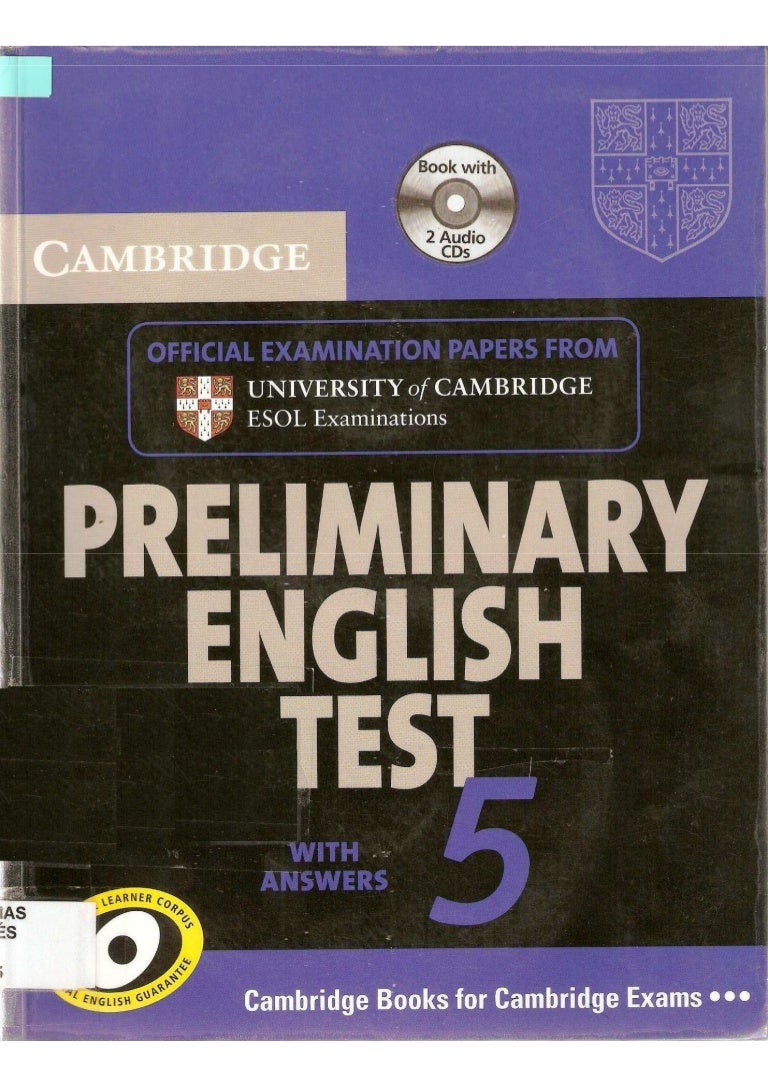 Book with
2 Audio
CDs
CAMBRIDGE
OFFICIAL EXAMINATION PAPERS FROM
UNIVERSITY of CAMBRIDGE
ESOL Examinations
PRELIMINARY
ENGLISH
TEST
5
WITH
ANSWERS
LEARNER CORPUS
ENGLISH GUARANTEE
Cambridge Books for Cambridge Exams •••